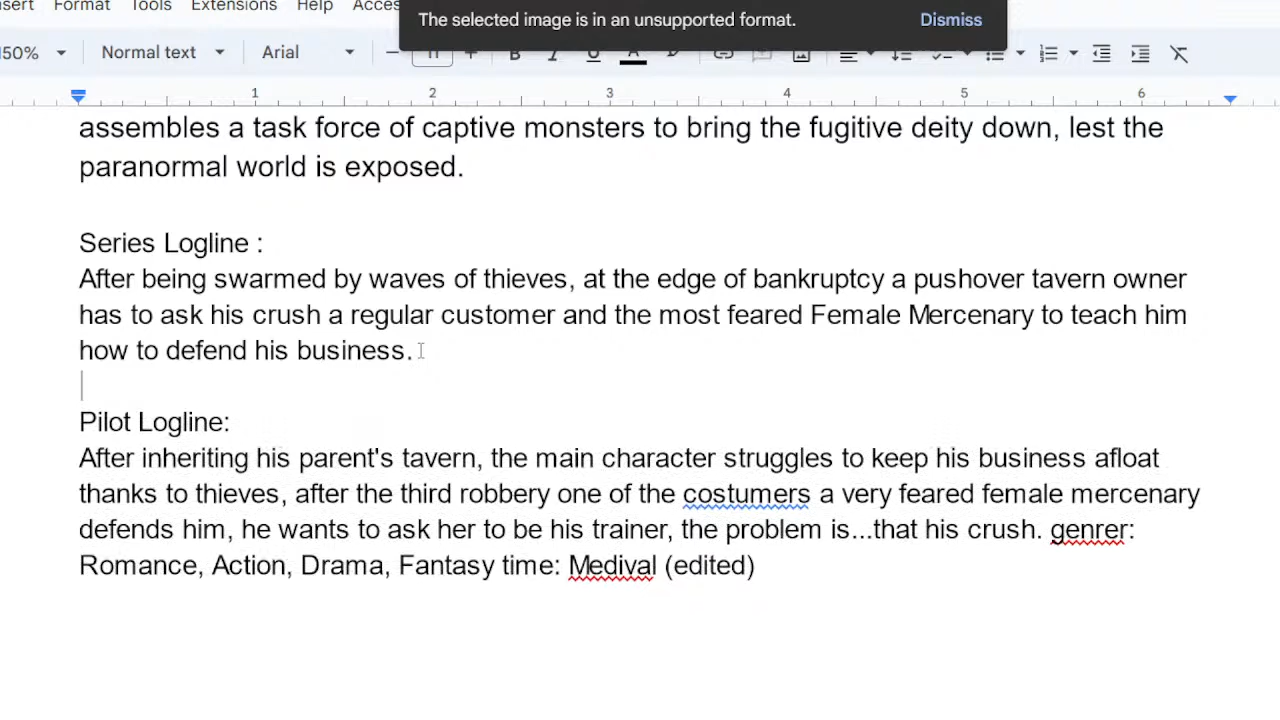 The selected image is in an unsupported format. Dismiss
Format Tools Extensions Help
Normal text Arial
1 2 3 4 5 6
assembles a task force of captive monsters to bring the fugitive deity down, lest the
paranormal world is exposed.
Series Logline :
After being swarmed by waves of thieves, at the edge of bankruptcy a pushover tavern owner
has to ask his crush a regular customer and the most feared Female Mercenary to teach him
how to defend his business.
Pilot Logline:
After inheriting his parent's tavern, the main character struggles to keep his business afloat
thanks to thieves, after the third robbery one of the costumers a very feared female mercenary
defends him, he wants to ask her to be his trainer, the problem is...that his crush. genrer:
Romance, Action, Drama, Fantasy time: Medival (edited)